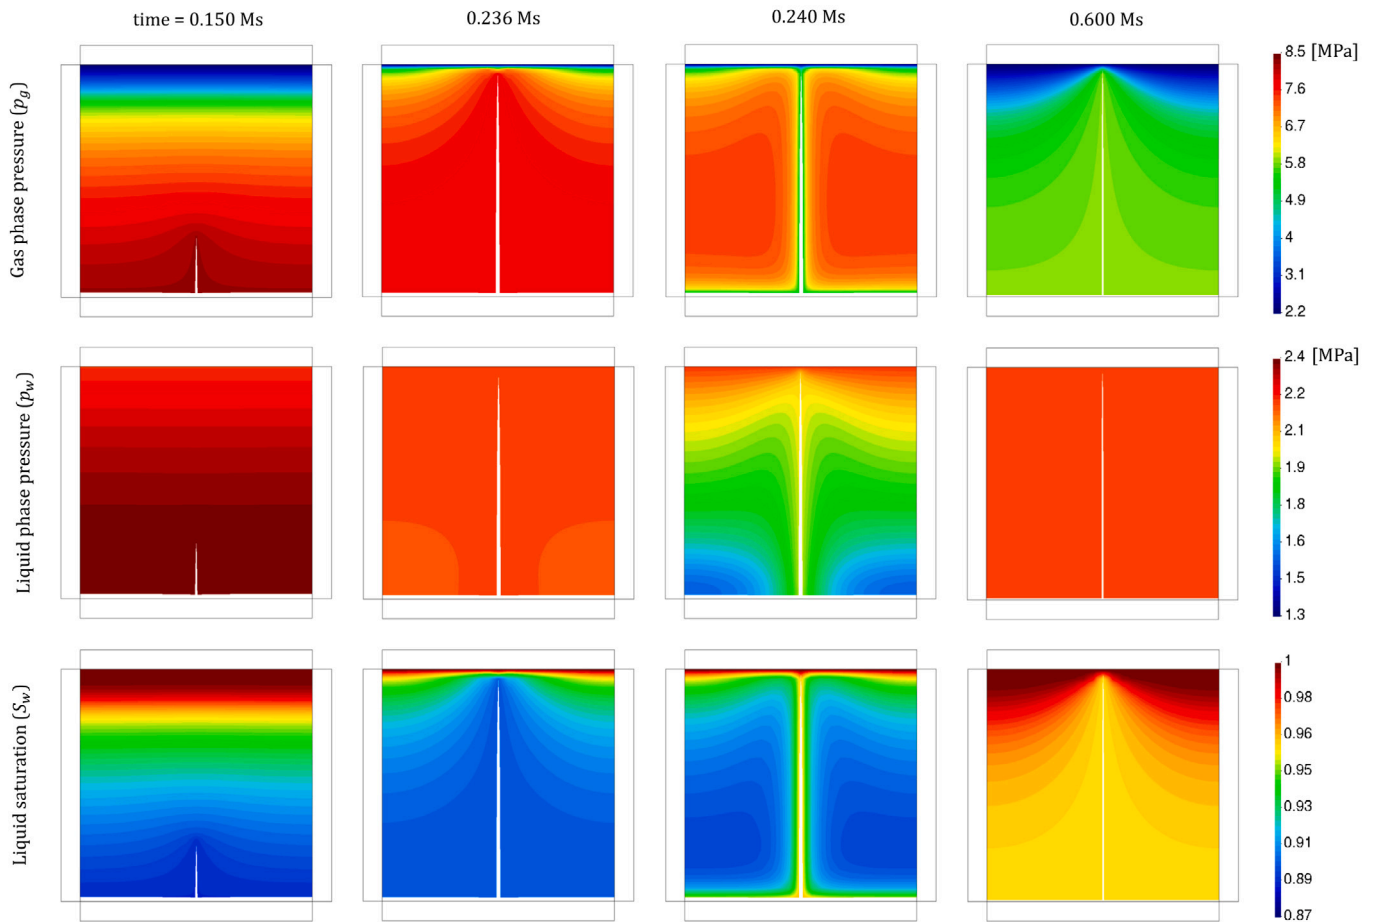 time = 0.150 Ms
0.236 Ms
0.240 Ms
0.600 Ms
Gas phase pressure (p_g)
8.5 [MPa]
7.6
6.7
5.8
4.9
4
3.1
2.2
Liquid phase pressure (p_w)
2.4 [MPa]
2.2
2.1
1.9
1.8
1.6
1.5
1.3
Liquid saturation (S_w)
1
0.98
0.96
0.95
0.93
0.91
0.89
0.87